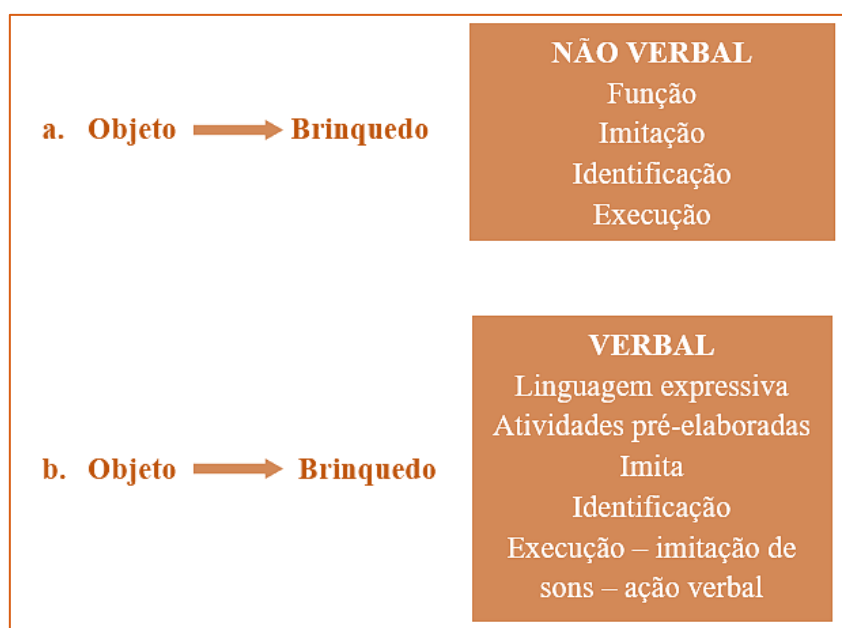 a. Objeto Brinquedo
NÃO VERBAL
Função
Imitação
Identificação
Execução
b. Objeto Brinquedo
VERBAL
Linguagem expressiva
Atividades pré-elaboradas
Imita
Identificação
Execução – imitação de
sons – ação verbal